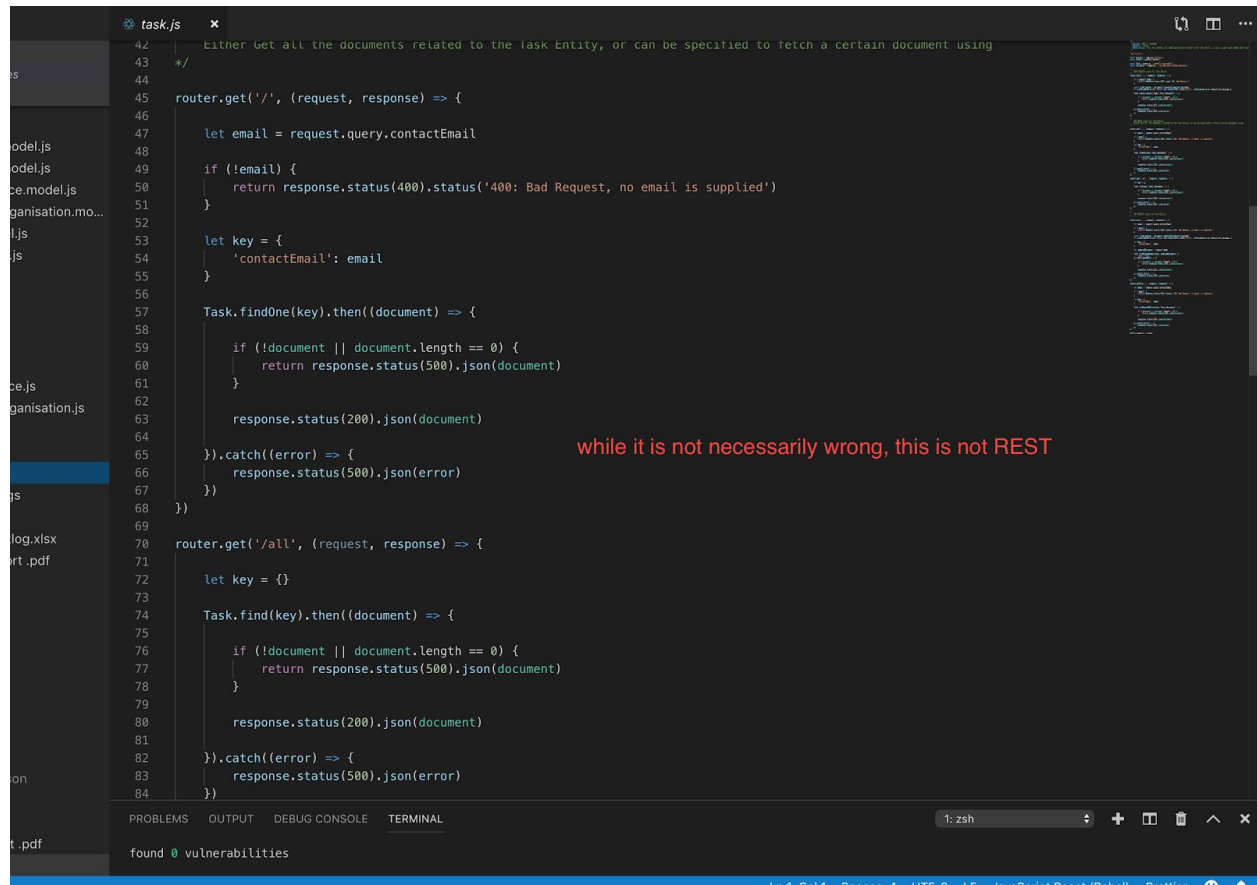 task.js
42 Either Get all the documents related to the Task Entity, or can be specified to fetch a certain document using
43 */
44
45 router.get('/', (request, response) => {
46
47 let email = request.query.contactEmail
48
49 if (!email) {
50 return response.status(400).status('400: Bad Request, no email is supplied')
51 }
52
53 let key = {
54 'contactEmail': email
55 }
56
57 Task.findOne(key).then((document) => {
58
59 if (!document || document.length == 0) {
60 return response.status(500).json(document)
61 }
62
63 response.status(200).json(document)
64
while it is not necessarily wrong, this is not REST
65 }).catch((error) => {
66 response.status(500).json(error)
67 })
68 })
69
70 router.get('/all', (request, response) => {
71
72 let key = {}
73
74 Task.find(key).then((document) => {
75
76 if (!document || document.length == 0) {
77 return response.status(500).json(document)
78 }
79
80 response.status(200).json(document)
81
82 }).catch((error) => {
83 response.status(500).json(error)
84 })
es
odel.js
odel.js
ce.model.js
ganisation.mo...
l.js
.js
ce.js
ganisation.js
gs
log.xlsx
ort .pdf
son
t .pdf
PROBLEMS OUTPUT DEBUG CONSOLE TERMINAL
1: zsh
found 0 vulnerabilities